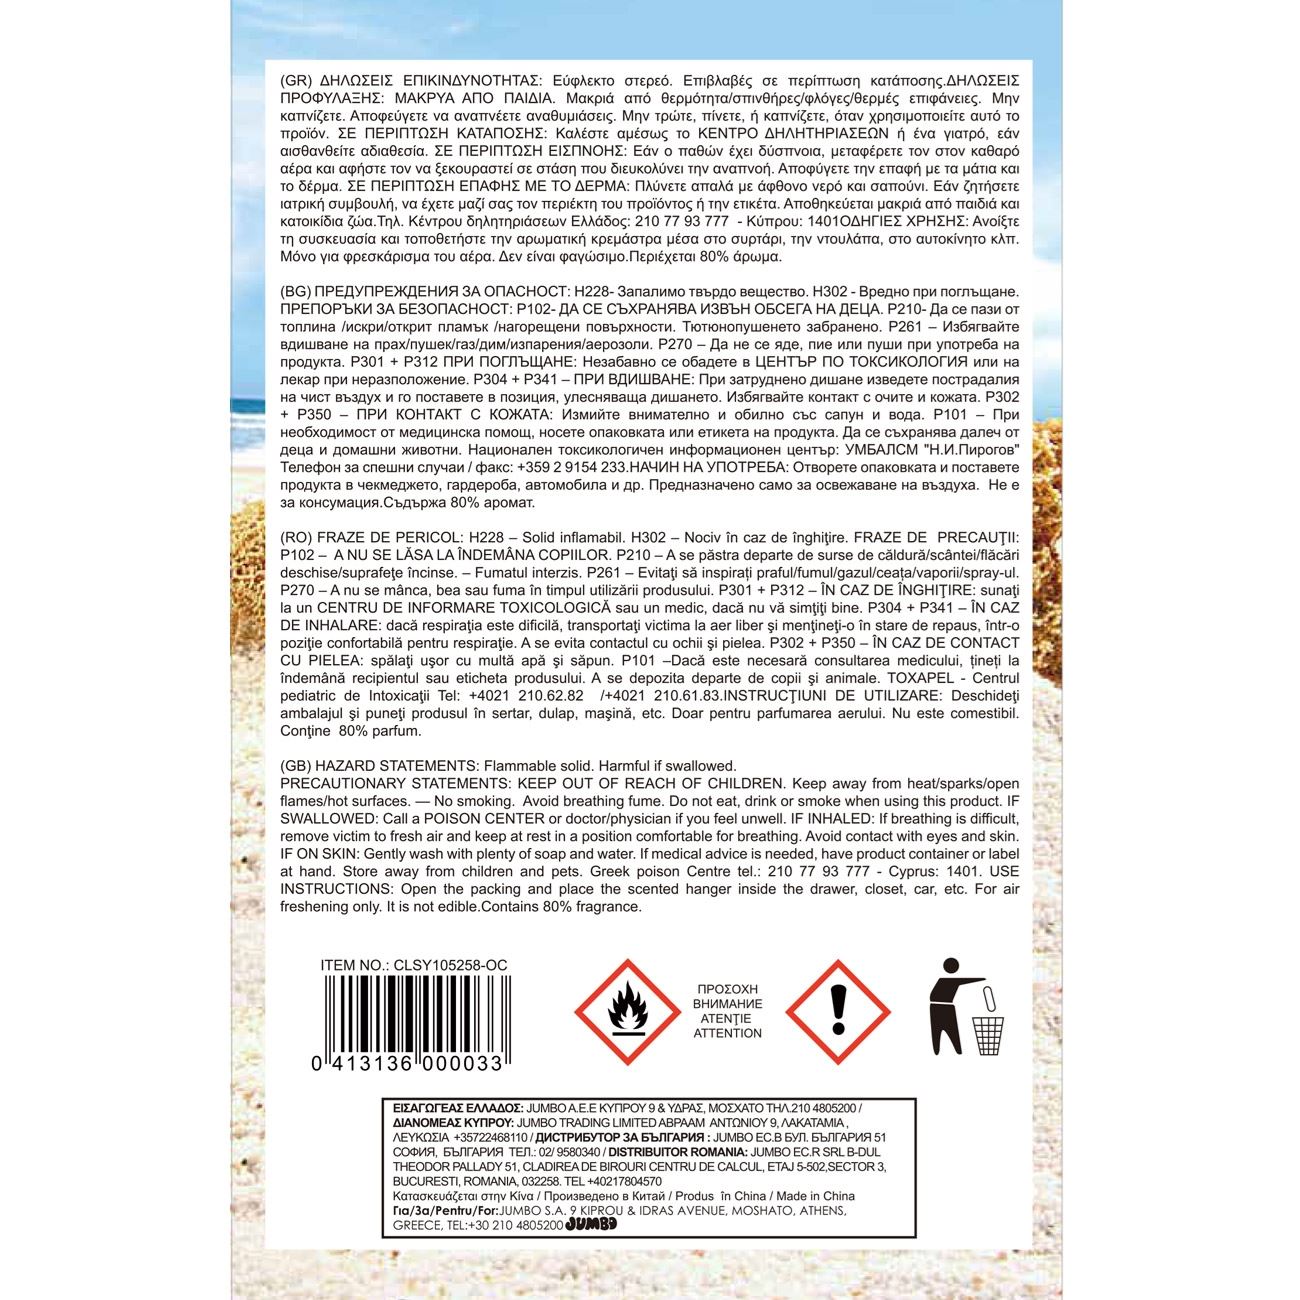 (GR) ΔΗΛΩΣΕΙΣ ΕΠΙΚΙΝΔΥΝΟΤΗΤΑΣ: Εύφλεκτο στερεό. Επιβλαβές σε περίπτωση κατάποσης.ΔΗΛΩΣΕΙΣ
ΠΡΟΦΥΛΑΞΗΣ: ΜΑΚΡΥΑ ΑΠΟ ΠΑΙΔΙΑ. Μακριά από θερμότητα/σπινθήρες/φλόγες/θερμές επιφάνειες. Μην
καπνίζετε. Αποφεύγετε να αναπνέετε αναθυμιάσεις. Μην τρώτε, πίνετε, ή καπνίζετε, όταν χρησιμοποιείτε αυτό το
προϊόν. ΣΕ ΠΕΡΙΠΤΩΣΗ ΚΑΤΑΠΟΣΗΣ: Καλέστε αμέσως το ΚΕΝΤΡΟ ΔΗΛΗΤΗΡΙΑΣΕΩΝ ή ένα γιατρό, εάν
αισθανθείτε αδιαθεσία. ΣΕ ΠΕΡΙΠΤΩΣΗ ΕΙΣΠΝΟΗΣ: Εάν ο παθών έχει δύσπνοια, μεταφέρετε τον στον καθαρό
αέρα και αφήστε τον να ξεκουραστεί σε στάση που διευκολύνει την αναπνοή. Αποφύγετε την επαφή με τα μάτια και
το δέρμα. ΣΕ ΠΕΡΙΠΤΩΣΗ ΕΠΑΦΗΣ ΜΕ ΤΟ ΔΕΡΜΑ: Πλύνετε απαλά με άφθονο νερό και σαπούνι. Εάν ζητήσετε
ιατρική συμβουλή, να έχετε μαζί σας τον περιέκτη του προϊόντος ή την ετικέτα. Αποθηκεύεται μακριά από παιδιά και
κατοικίδια ζώα.Τηλ. Κέντρου δηλητηριάσεων Ελλάδος: 210 77 93 777 - Κύπρου: 1401ΟΔΗΓΙΕΣ ΧΡΗΣΗΣ: Ανοίξτε
τη συσκευασία και τοποθετήστε την αρωματική κρεμάστρα μέσα στο συρτάρι, την ντουλάπα, στο αυτοκίνητο κλπ.
Μόνο για φρεσκάρισμα του αέρα. Δεν είναι φαγώσιμο.Περιέχεται 80% άρωμα.
(BG) ПРЕДУПРЕЖДЕНИЯ ЗА ОПАСНОСТ: H228- Запалимо твърдо вещество. H302 - Вредно при поглъщане.
ПРЕПОРЪКИ ЗА БЕЗОПАСНОСТ: P102- ДА СЕ СЪХРАНЯВА ИЗВЪН ОБСЕГА НА ДЕЦА. P210- Да се пази от
топлина /искри/открит пламък /нагорещени повърхности. Тютюнопушенето забранено. P261 – Избягвайте
вдишване на прах/пушек/газ/дим/изпарения/аерозоли. P270 – Да не се яде, пие или пуши при употреба на
продукта. P301 + P312 ПРИ ПОГЛЪЩАНЕ: Незабавно се обадете в ЦЕНТЪР ПО ТОКСИКОЛОГИЯ или на
лекар при неразположение. P304 + P341 – ПРИ ВДИШВАНЕ: При затруднено дишане изведете пострадалия
на чист въздух и го поставете в позиция, улесняваща дишането. Избягвайте контакт с очите и кожата. P302
+ P350 – ПРИ КОНТАКТ С КОЖАТА: Измийте внимателно и обилно със сапун и вода. P101 – При
необходимост от медицинска помощ, носете опаковката или етикета на продукта. Да се съхранява далеч от
деца и домашни животни. Национален токсикологичен информационен център: УМБАЛСМ "Н.И.Пирогов"
Телефон за спешни случаи / факс: +359 2 9154 233.НАЧИН НА УПОТРЕБА: Отворете опаковката и поставете
продукта в чекмеджето, гардероба, автомобила и др. Предназначено само за освежаване на въздуха. Не е
за консумация.Съдържа 80% аромат.
(RO) FRAZE DE PERICOL: H228 – Solid inflamabil. H302 – Nociv în caz de înghiţire. FRAZE DE PRECAUŢII:
P102 – A NU SE LĂSA LA ÎNDEMÂNA COPIILOR. P210 – A se păstra departe de surse de căldură/scântei/flăcări
deschise/suprafeţe încinse. – Fumatul interzis. P261 – Evitaţi să inspirați praful/fumul/gazul/ceața/vaporii/spray-ul.
P270 – A nu se mânca, bea sau fuma în timpul utilizării produsului. P301 + P312 – ÎN CAZ DE ÎNGHIŢIRE: sunaţi
la un CENTRU DE INFORMARE TOXICOLOGICĂ sau un medic, dacă nu vă simţiţi bine. P304 + P341 – ÎN CAZ
DE INHALARE: dacă respiraţia este dificilă, transportaţi victima la aer liber şi menţineţi-o în stare de repaus, într-o
poziţie confortabilă pentru respiraţie. A se evita contactul cu ochii şi pielea. P302 + P350 – ÎN CAZ DE CONTACT
CU PIELEA: spălaţi uşor cu multă apă şi săpun. P101 –Dacă este necesară consultarea medicului, țineți la
îndemână recipientul sau eticheta produsului. A se depozita departe de copii şi animale. TOXAPEL - Centrul
pediatric de Intoxicaţii Tel: +4021 210.62.82 /+4021 210.61.83.INSTRUCŢIUNI DE UTILIZARE: Deschideţi
ambalajul şi puneţi produsul în sertar, dulap, maşină, etc. Doar pentru parfumarea aerului. Nu este comestibil.
Conţine 80% parfum.
(GB) HAZARD STATEMENTS: Flammable solid. Harmful if swallowed.
PRECAUTIONARY STATEMENTS: KEEP OUT OF REACH OF CHILDREN. Keep away from heat/sparks/open
flames/hot surfaces. — No smoking. Avoid breathing fume. Do not eat, drink or smoke when using this product. IF
SWALLOWED: Call a POISON CENTER or doctor/physician if you feel unwell. IF INHALED: If breathing is difficult,
remove victim to fresh air and keep at rest in a position comfortable for breathing. Avoid contact with eyes and skin.
IF ON SKIN: Gently wash with plenty of soap and water. If medical advice is needed, have product container or label
at hand. Store away from children and pets. Greek poison Centre tel.: 210 77 93 777 - Cyprus: 1401. USE
INSTRUCTIONS: Open the packing and place the scented hanger inside the drawer, closet, car, etc. For air
freshening only. It is not edible.Contains 80% fragrance.
ITEM NO.: CLSY105258-OC
0 413136 000033
ΠΡΟΣΟΧΗ
ВНИМАНИЕ
ATENŢIE
ATTENTION
ΕΙΣΑΓΩΓΕΑΣ ΕΛΛΑΔΟΣ: JUMBO A.E.E ΚΥΠΡΟΥ 9 & ΥΔΡΑΣ, ΜΟΣΧΑΤΟ ΤΗΛ.210 4805200 /
ΔΙΑΝΟΜΕΑΣ ΚΥΠΡΟΥ: JUMBO TRADING LIMITED ΑΒΡΑΑΜ ΑΝΤΩΝΙΟΥ 9, ΛΑΚΑΤΑΜΙΑ ,
ΛΕΥΚΩΣΙΑ +35722468110 / ДИСТРИБУТОР ЗА БЪЛГАРИЯ : JUMBO EC.B БУЛ. БЪЛГАРИЯ 51
СОФИЯ, БЪЛГАРИЯ ТЕЛ.: 02/ 9580340 / DISTRIBUITOR ROMANIA: JUMBO EC.R SRL B-DUL
THEODOR PALLADY 51, CLADIREA DE BIROURI CENTRU DE CALCUL, ETAJ 5-502,SECTOR 3,
BUCURESTI, ROMANIA, 032258. TEL +40217804570
Κατασκευάζεται στην Κίνα / Произведено в Китай / Produs în China / Made in China
Για/За/Pentru/For:JUMBO S.A. 9 KIPROU & IDRAS AVENUE, MOSHATO, ATHENS,
GREECE, TEL:+30 210 4805200 JUMBO